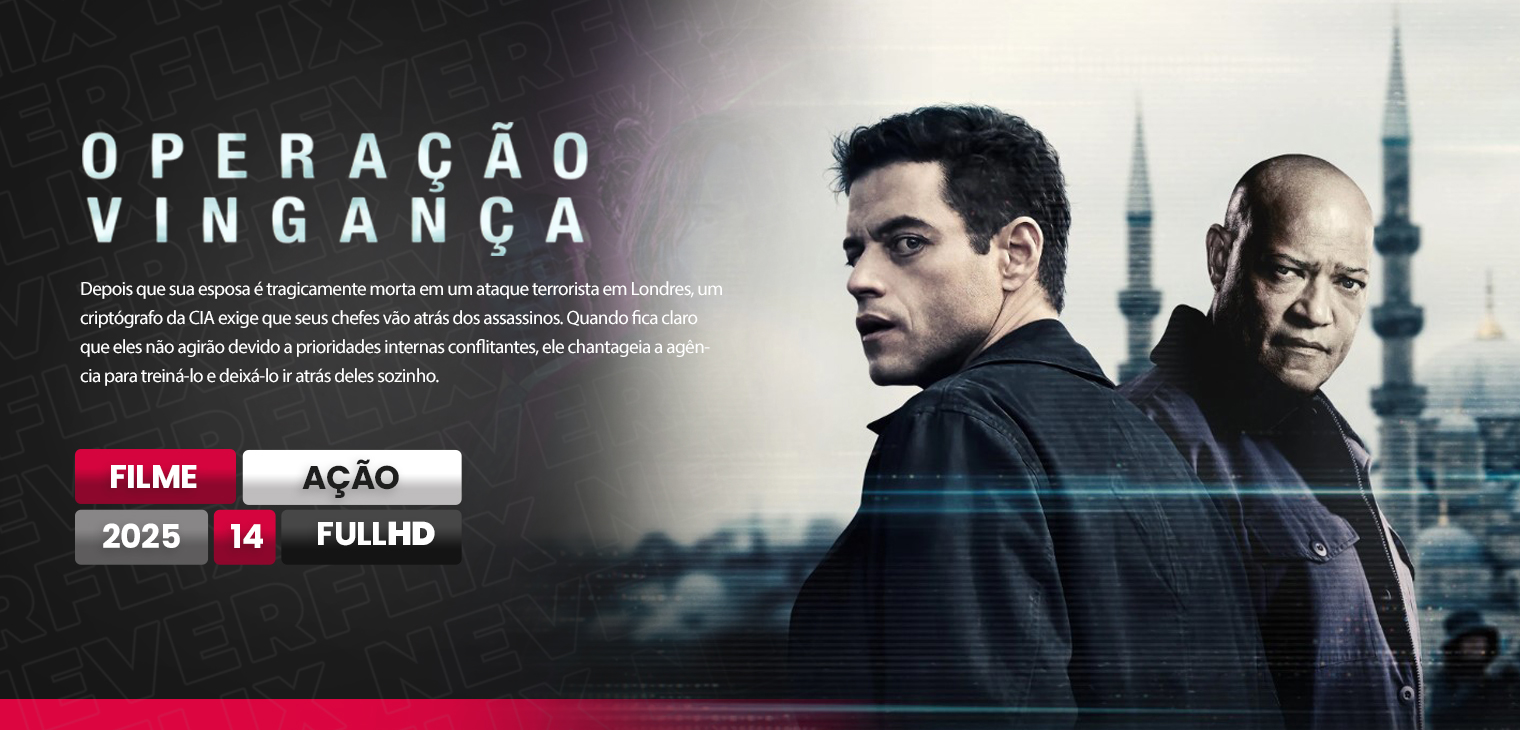 OPERAÇÃO
VINGANÇA
Depois que sua esposa é tragicamente morta em um ataque terrorista em Londres, um
criptógrafo da CIA exige que seus chefes vão atrás dos assassinos. Quando fica claro
que eles não agirão devido a prioridades internas conflitantes, ele chantageia a agên-
cia para treiná-lo e deixá-lo ir atrás deles sozinho.
FILME AÇÃO
2025 14 FULLHD
NEVERFLIX